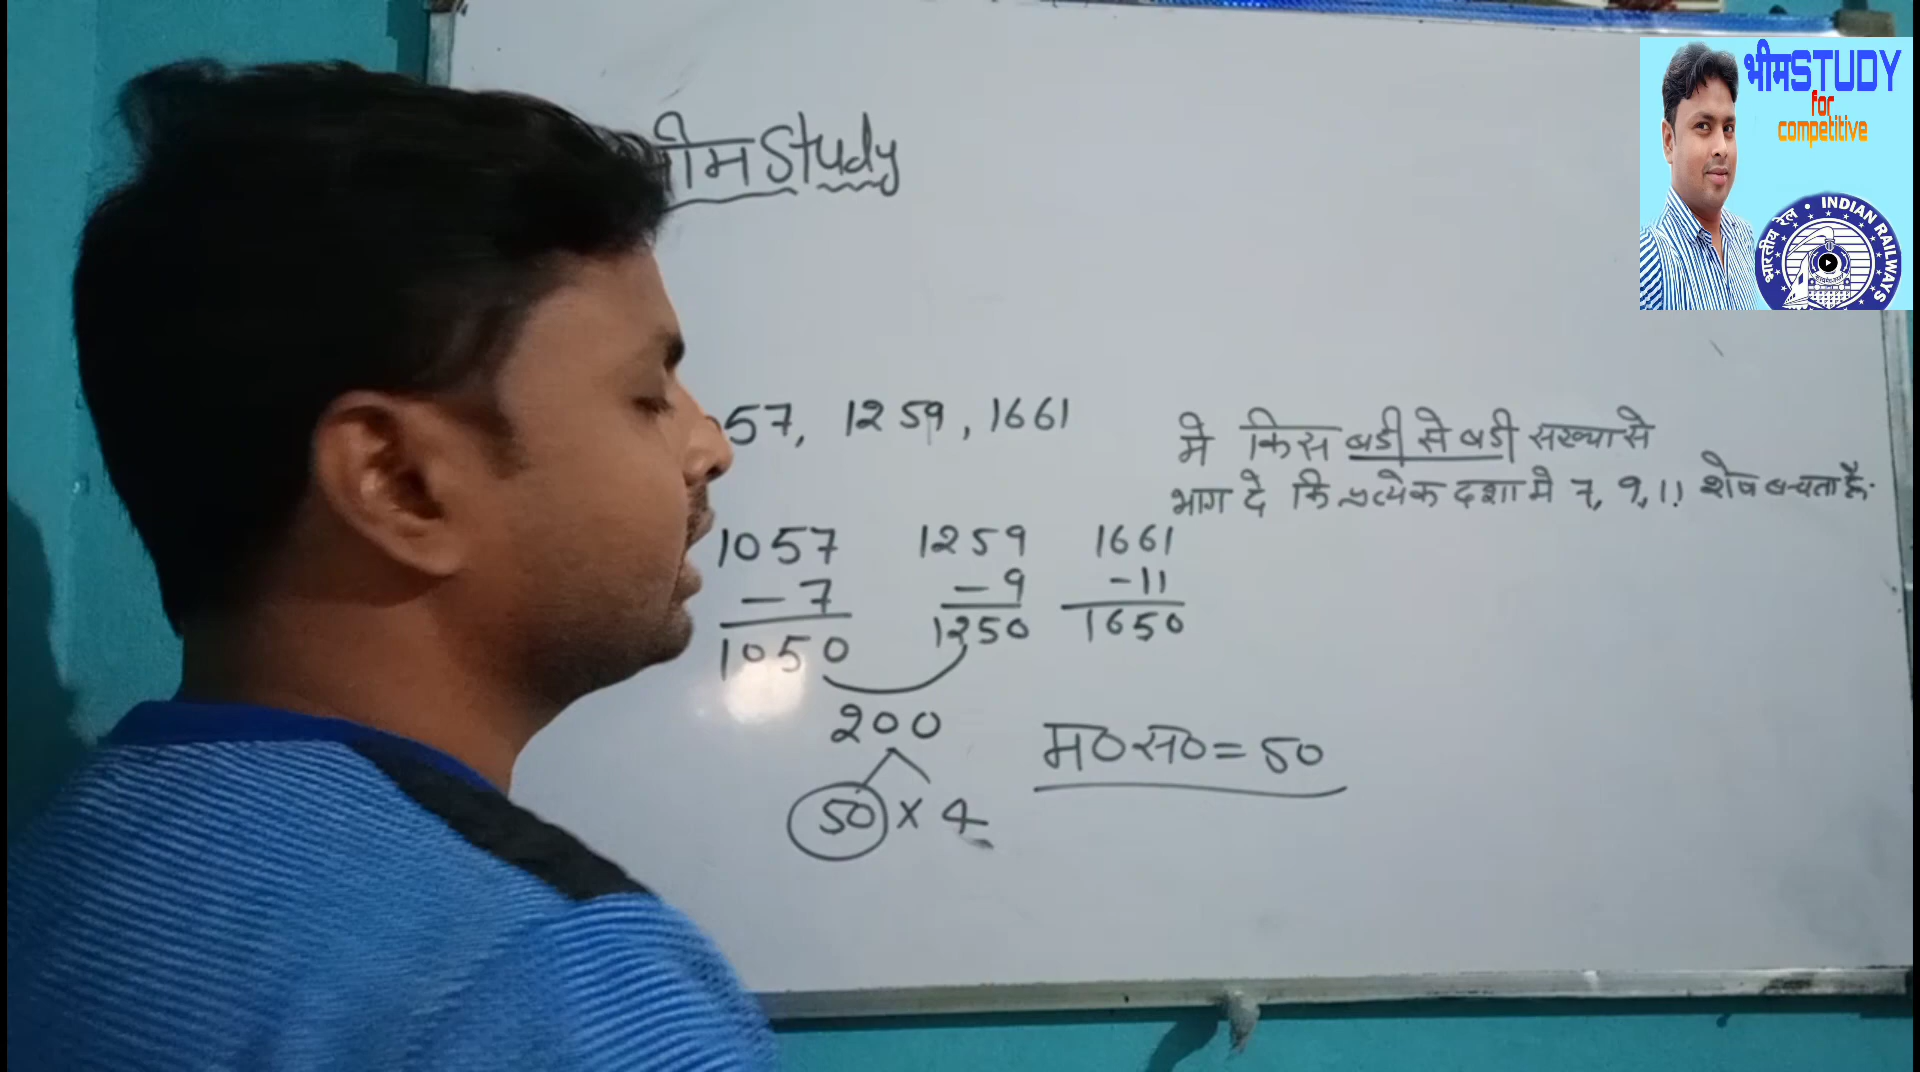 भीमSTUDY
for
competitive
भारतीय रेल • INDIAN RAILWAYS
ीमStudy
57, 1259, 1661
मे किस बडी से बडी संख्या से
भाग दे कि प्रत्येक दशा मे 7, 9, 11 शेष बचता है.
1057 1259 1661
-7 -9 -11
1050 1250 1650
200
50 x 4
म०स०=50